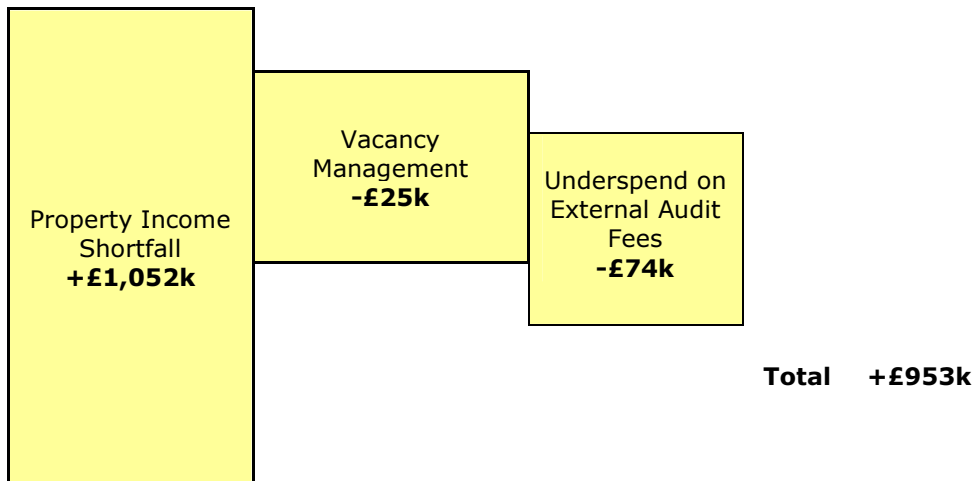 Property Income
Shortfall
+£1,052k
Vacancy
Management
-£25k
Underspend on
External Audit
Fees
-£74k
Total +£953k